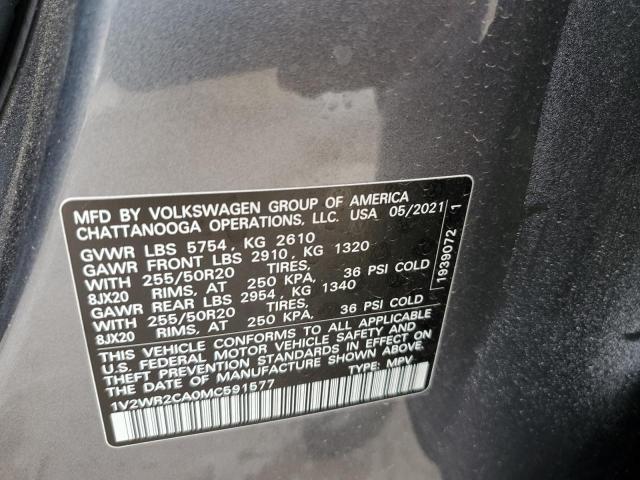 MFD BY VOLKSWAGEN GROUP OF AMERICA
CHATTANOOGA OPERATIONS, LLC. USA 05/2021
GVWR LBS 5754 , KG 2610
GAWR FRONT LBS 2910 , KG 1320
WITH 255/50R20 TIRES,
8JX20 RIMS, AT 250 KPA, 36 PSI COLD
GAWR REAR LBS 2954 , KG 1340
WITH 255/50R20 TIRES,
8JX20 RIMS, AT 250 KPA, 36 PSI COLD
THIS VEHICLE CONFORMS TO ALL APPLICABLE
U.S. FEDERAL MOTOR VEHICLE SAFETY AND
THEFT PREVENTION STANDARDS IN EFFECT ON
THE DATE OF MANUFACTURE SHOWN ABOVE.
1V2WR2CA0MC591577 TYPE: MPV
1939072 1